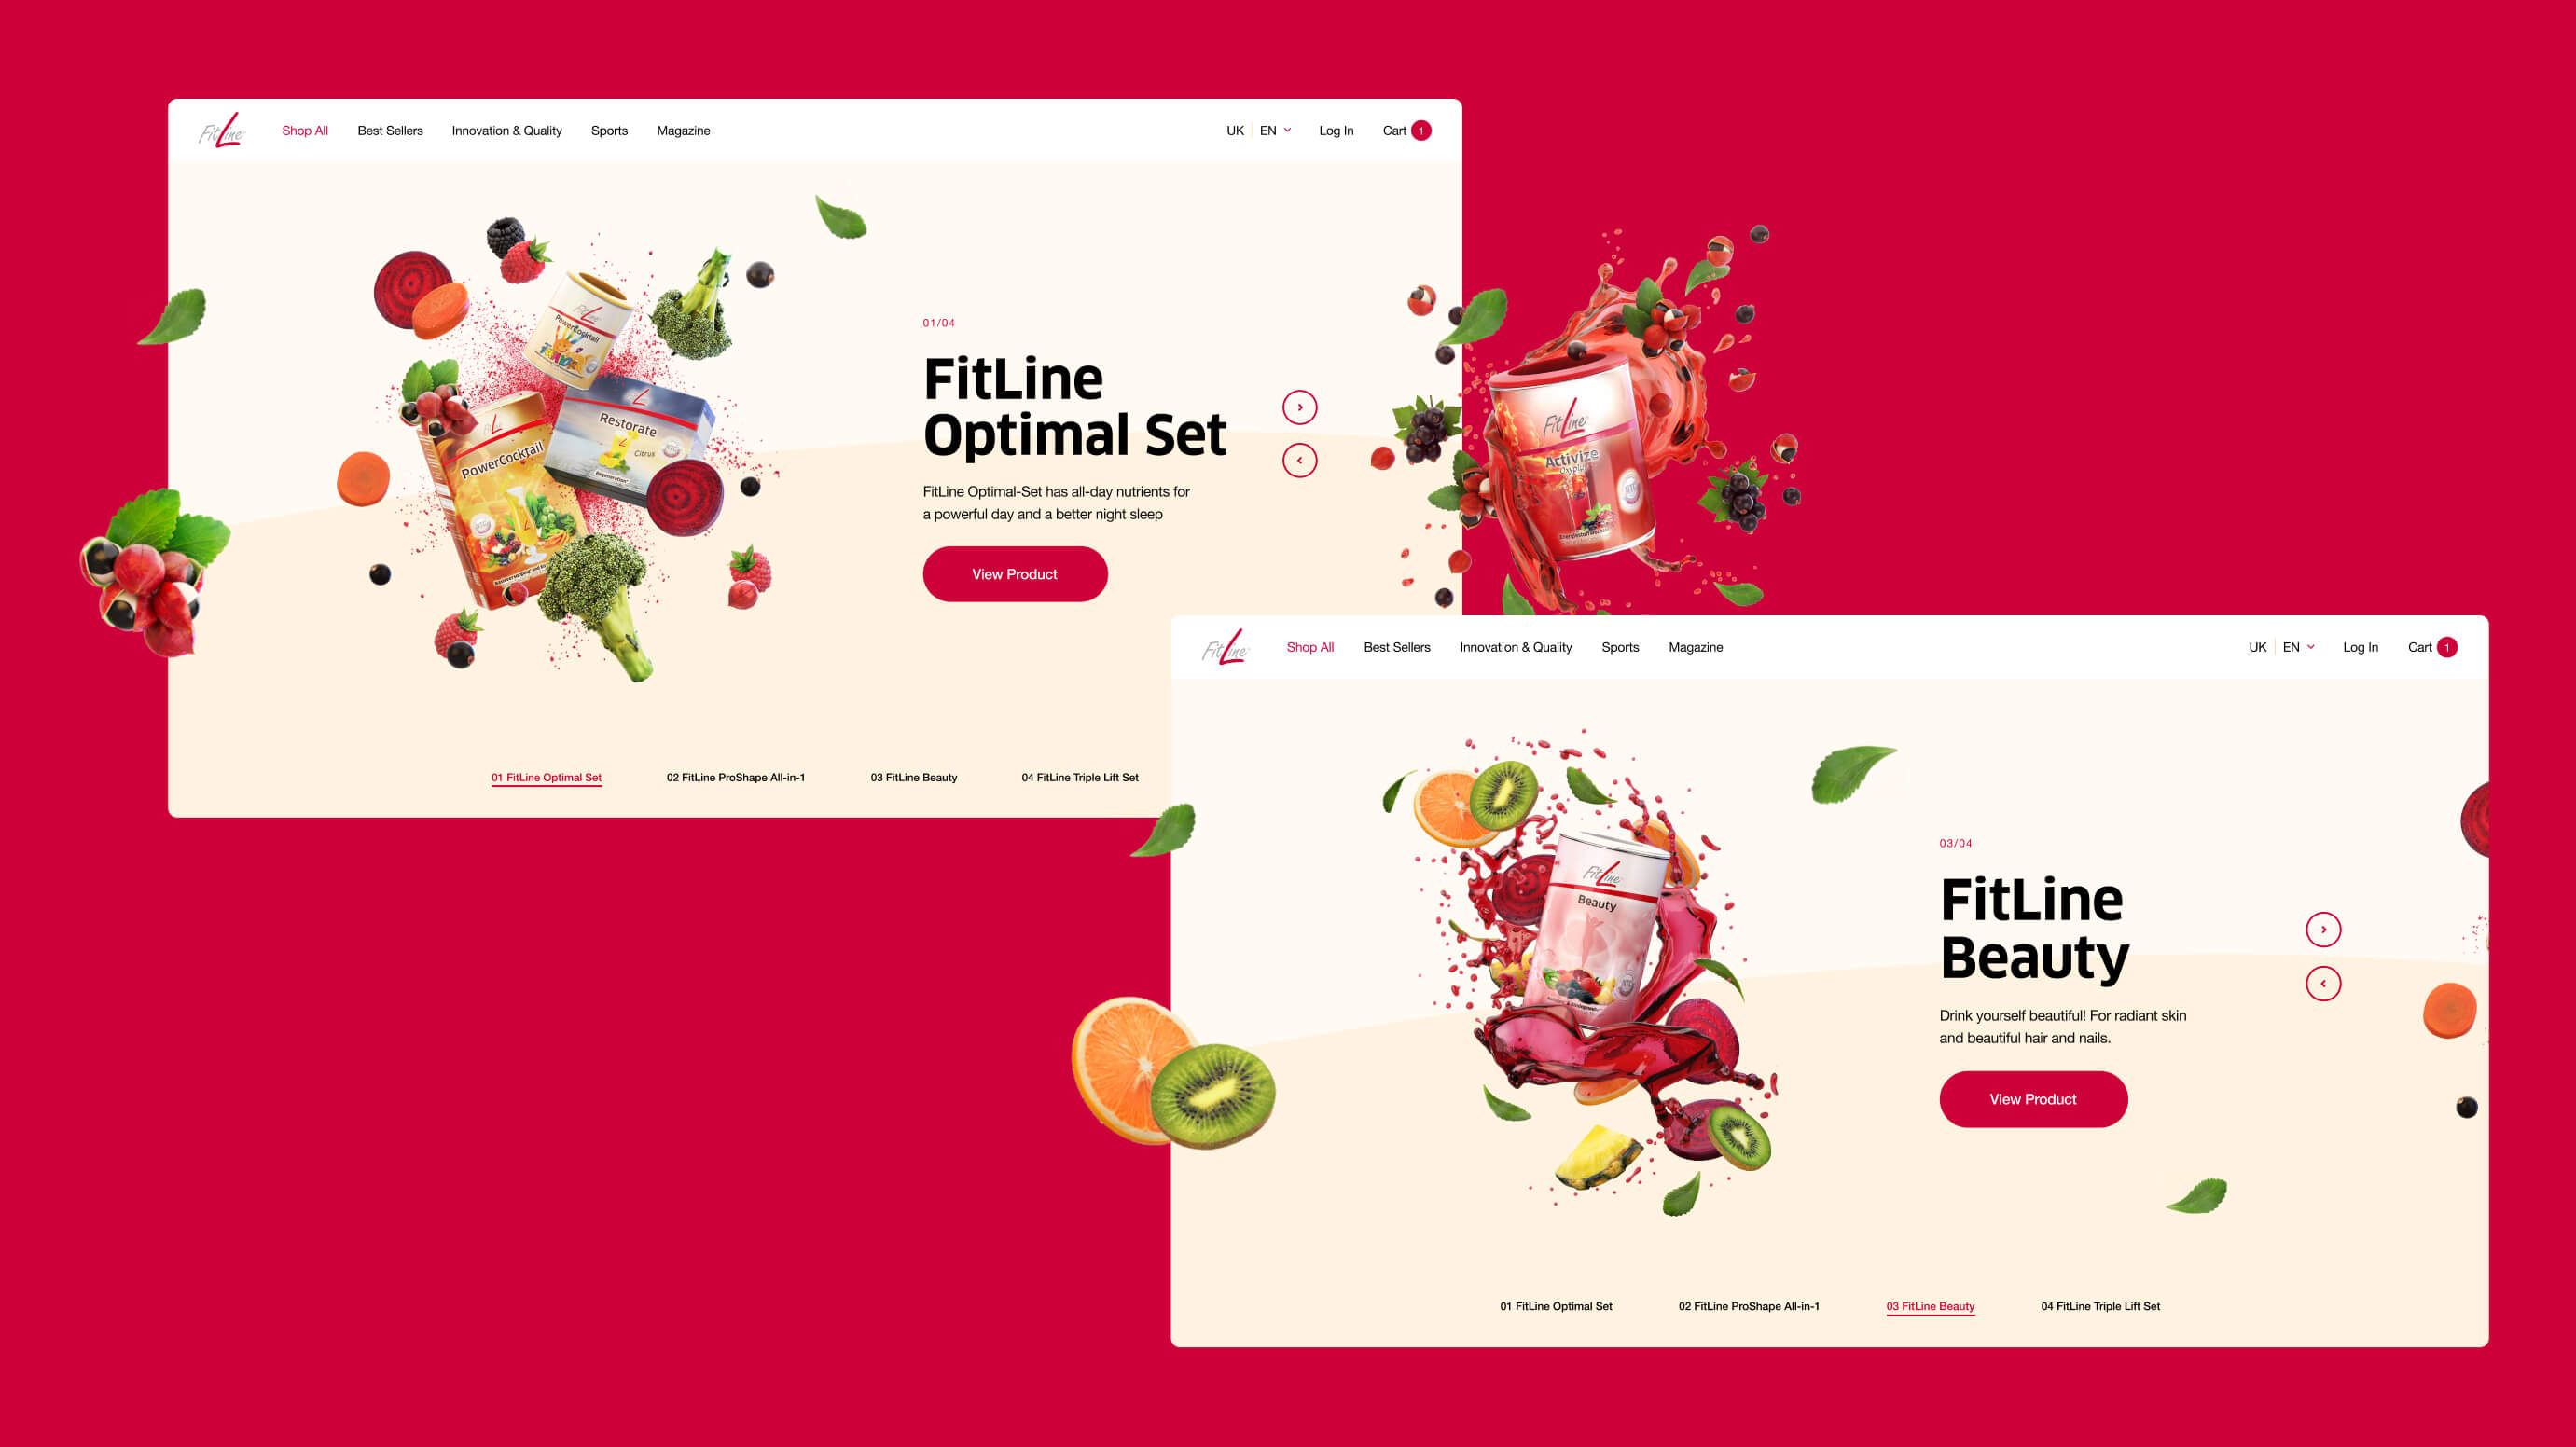 FitLine
Shop All
Best Sellers
Innovation & Quality
Sports
Magazine
UK
EN
Log In
Cart
1
01/04
FitLine
Optimal Set
FitLine Optimal-Set has all-day nutrients for
a powerful day and a better night sleep
View Product
PowerCocktail
Restorate
Citrus
PowerCocktail
01 FitLine Optimal Set
02 FitLine ProShape All-in-1
03 FitLine Beauty
04 FitLine Triple Lift Set
FitLine
Activize
Oxyplus
FitLine
Shop All
Best Sellers
Innovation & Quality
Sports
Magazine
UK
EN
Log In
Cart
1
FitLine
Beauty
03/04
FitLine
Beauty
Drink yourself beautiful! For radiant skin
and beautiful hair and nails.
View Product
01 FitLine Optimal Set
02 FitLine ProShape All-in-1
03 FitLine Beauty
04 FitLine Triple Lift Set